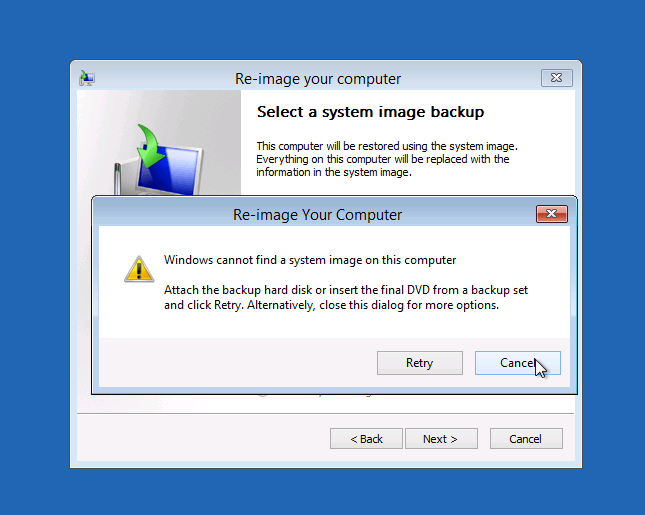 Re-image your computer
Select a system image backup
This computer will be restored using the system image.
Everything on this computer will be replaced with the
information in the system image.
Re-image Your Computer
Windows cannot find a system image on this computer
Attach the backup hard disk or insert the final DVD from a backup set
and click Retry. Alternatively, close this dialog for more options.
Retry
Cancel
< Back
Next >
Cancel